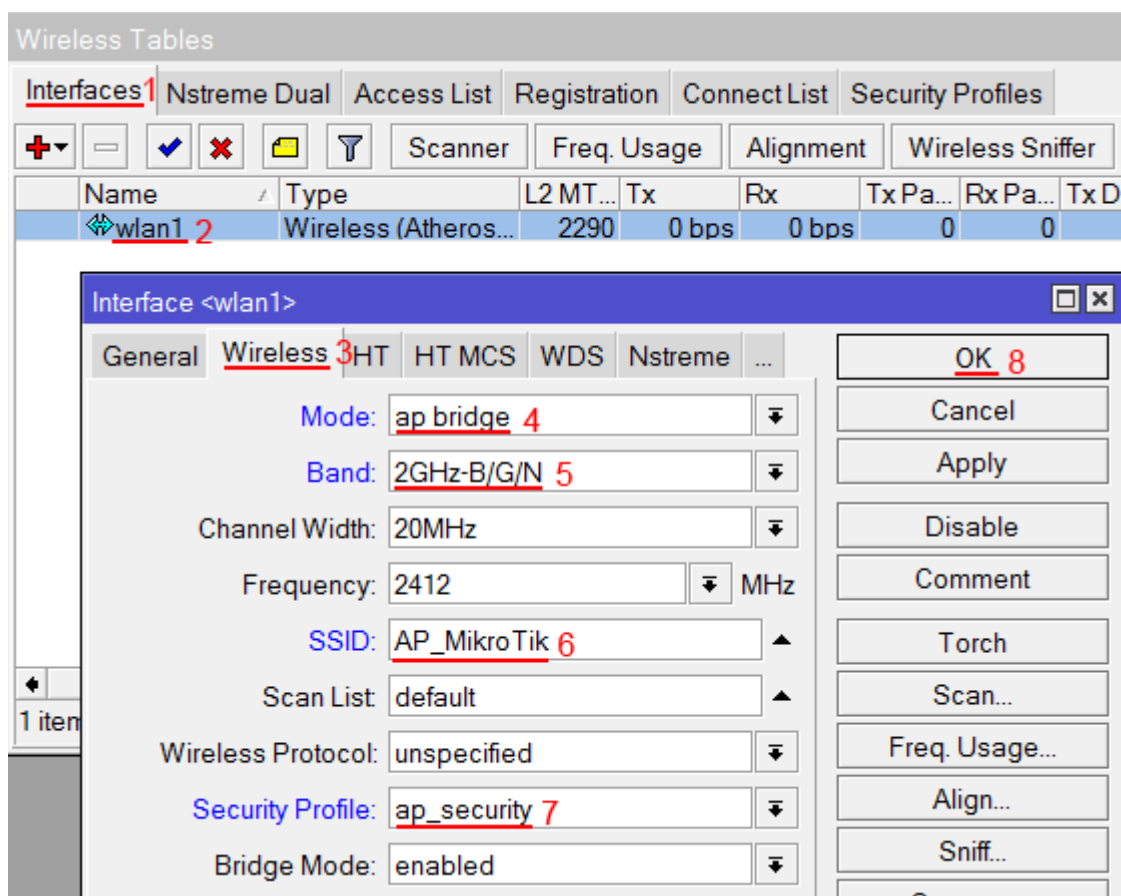 Wireless Tables
Interfaces 1 Nstreme Dual Access List Registration Connect List Security Profiles
Scanner Freq. Usage Alignment Wireless Sniffer
Name Type L2 MT... Tx Rx Tx Pa... Rx Pa... Tx D
wlan1 2 Wireless (Atheros... 2290 0 bps 0 bps 0 0
Interface <wlan1>
General Wireless 3 HT HT MCS WDS Nstreme ...
OK 8
Mode: ap bridge 4
Cancel
Band: 2GHz-B/G/N 5
Apply
Channel Width: 20MHz
Disable
Frequency: 2412 MHz
Comment
SSID: AP_MikroTik 6
Torch
Scan List: default
Scan...
1 item
Wireless Protocol: unspecified
Freq. Usage...
Security Profile: ap_security 7
Align...
Bridge Mode: enabled
Sniff...